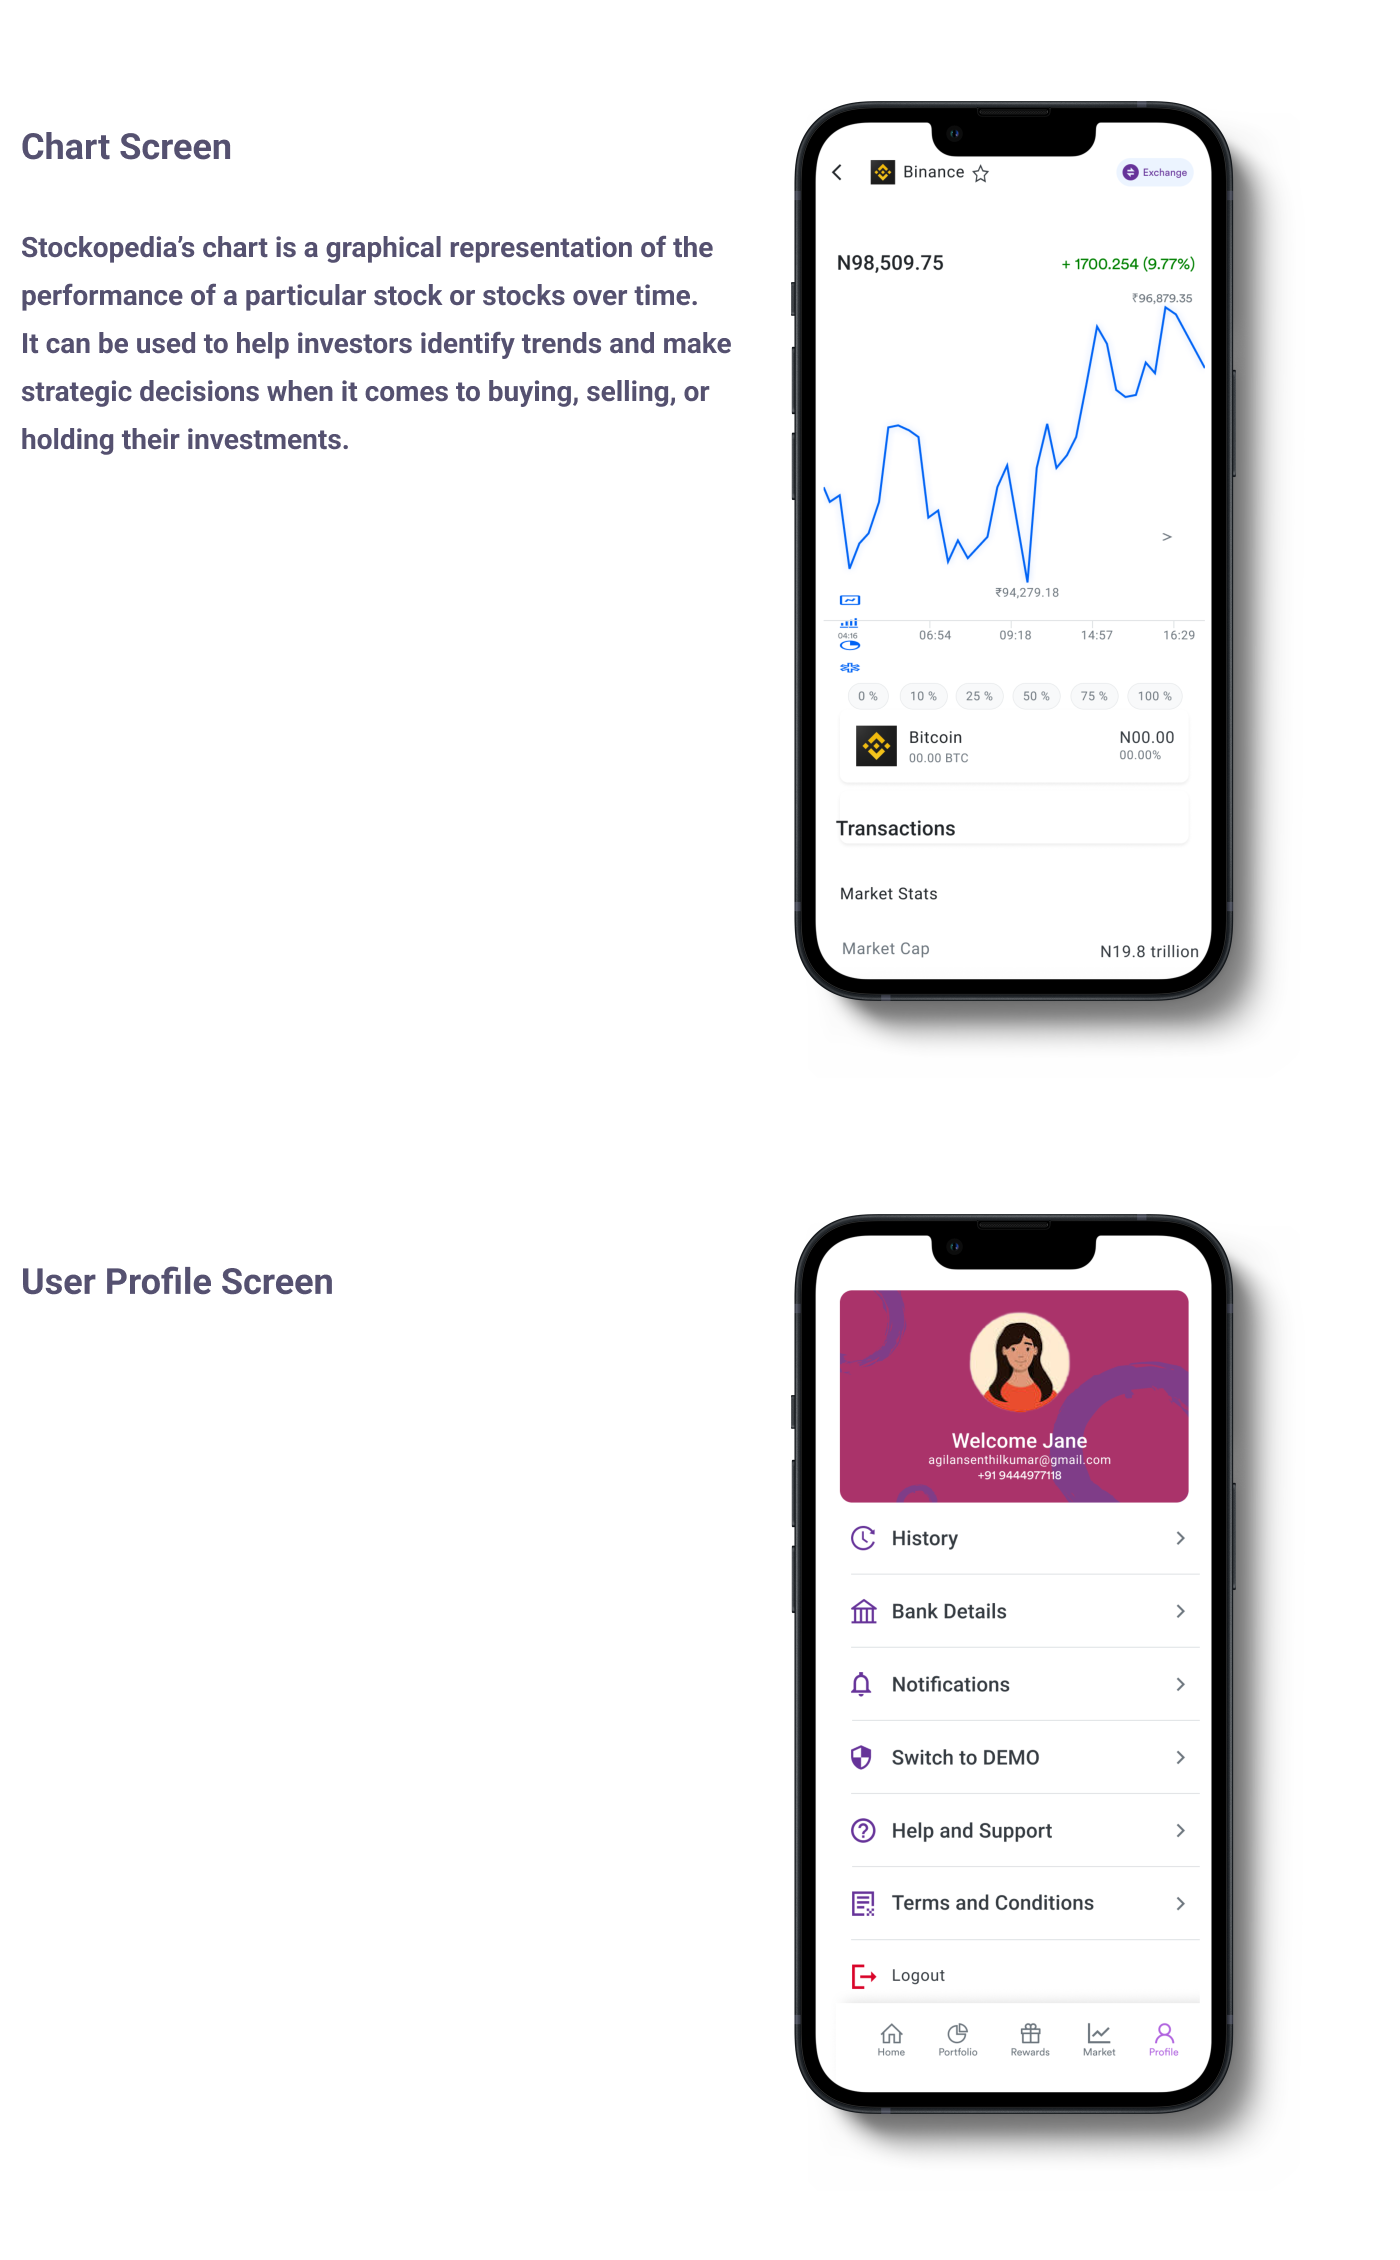 Chart Screen
Stockopedia’s chart is a graphical representation of the
performance of a particular stock or stocks over time.
It can be used to help investors identify trends and make
strategic decisions when it comes to buying, selling, or
holding their investments.
Binance
Exchange
N98,509.75
+ 1700.254 (9.77%)
₹96,879.35
>
₹94,279.18
04:16 06:54 09:18 14:57 16:29
0 % 10 % 25 % 50 % 75 % 100 %
Bitcoin N00.00
00.00 BTC 00.00%
Transactions
Market Stats
Market Cap N19.8 trillion
User Profile Screen
Welcome Jane
agilansenthilkumar@gmail.com
+91 9444977118
History
Bank Details
Notifications
Switch to DEMO
Help and Support
Terms and Conditions
Logout
Home Portfolio Rewards Market Profile